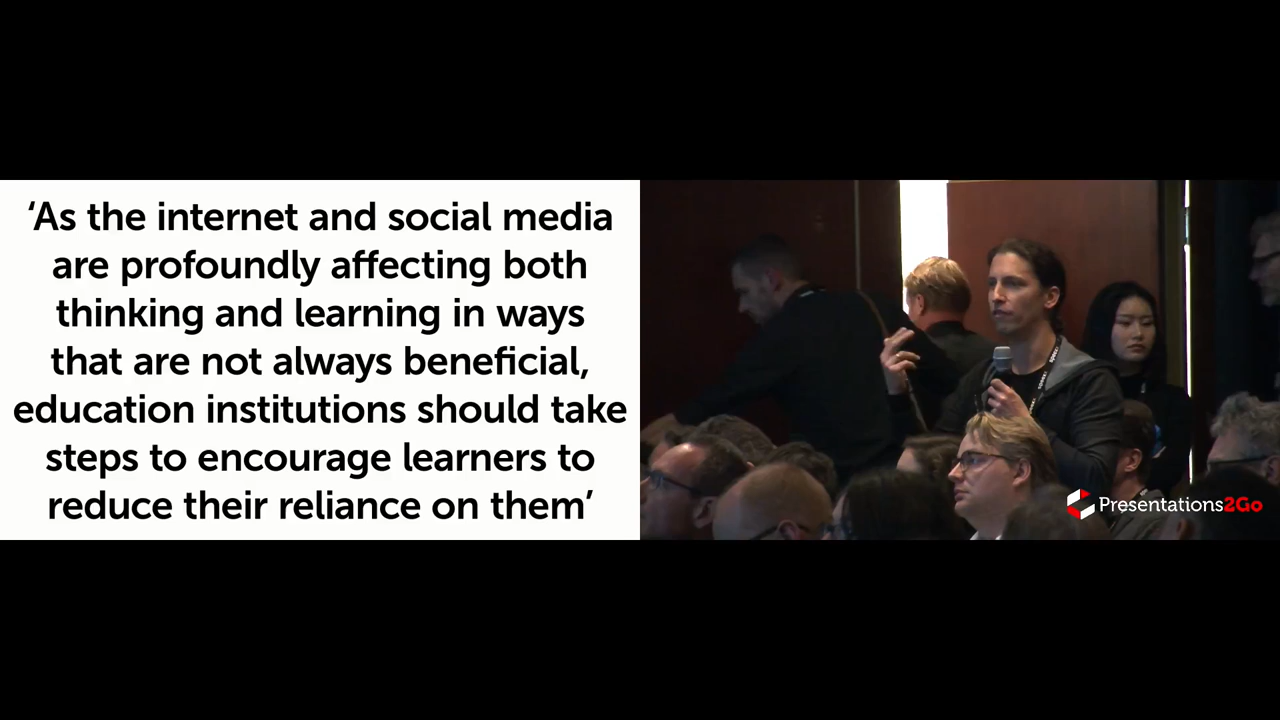 ‘As the internet and social media
are profoundly affecting both
thinking and learning in ways
that are not always beneficial,
education institutions should take
steps to encourage learners to
reduce their reliance on them’
Presentations2Go